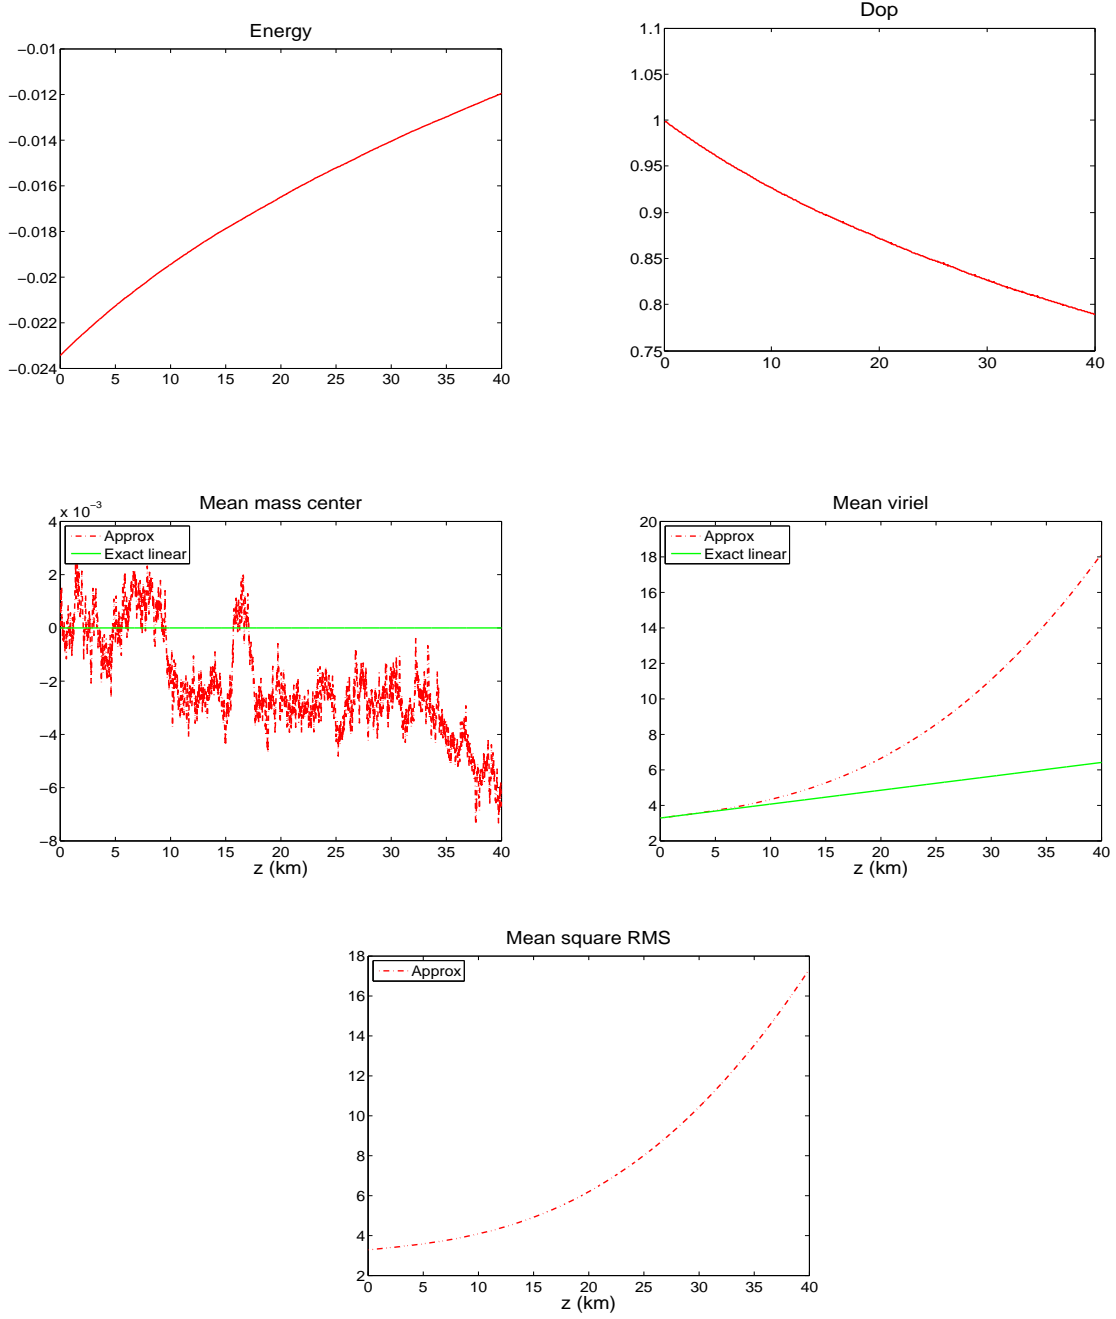 Energy
−0.01
−0.012
−0.014
−0.016
−0.018
−0.02
−0.022
−0.024
0 5 10 15 20 25 30 35 40
Dop
1.1
1.05
1
0.95
0.9
0.85
0.8
0.75
0 10 20 30 40
Mean mass center
x 10−3
4
2
0
−2
−4
−6
−8
Approx
Exact linear
0 5 10 15 20 25 30 35 40
z (km)
Mean viriel
20
18
16
14
12
10
8
6
4
2
Approx
Exact linear
0 5 10 15 20 25 30 35 40
z (km)
Mean square RMS
18
16
14
12
10
8
6
4
2
Approx
0 5 10 15 20 25 30 35 40
z (km)